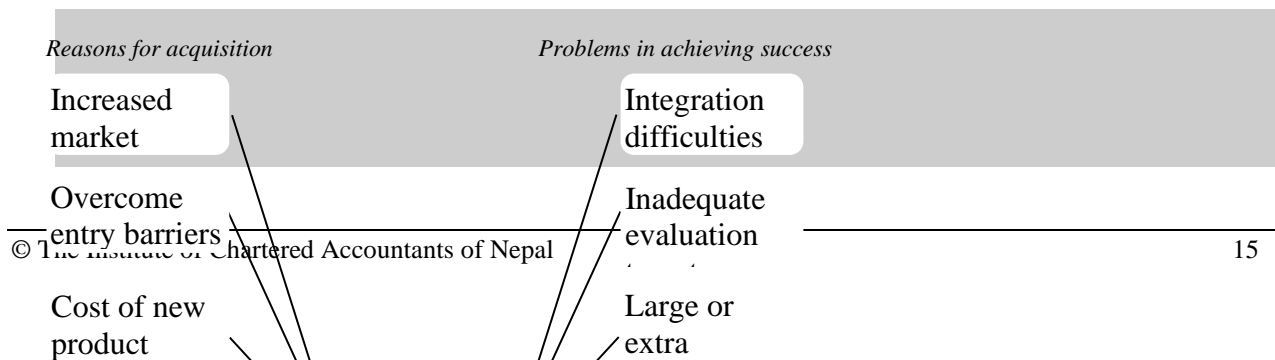 Reasons for acquisition
Problems in achieving success
Increased
market
Integration
difficulties
Overcome
entry barriers
Inadequate
evaluation
© The Institute of Chartered Accountants of Nepal
15
Cost of new
product
Large or
extra